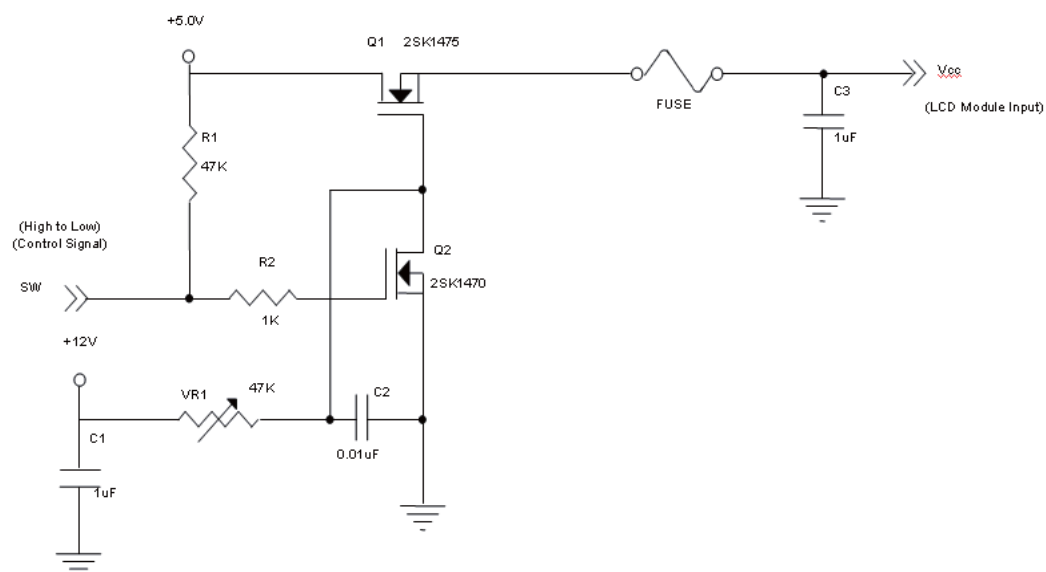 +5.0V
Q1 2SK1475
Vcc
C3
FUSE
(LCD Module Input)
R1
1uF
47K
(High to Low)
(Control Signal)
Q2
R2
SW
2SK1470
1K
+12V
VR1
47K
C2
C1
0.01uF
1uF